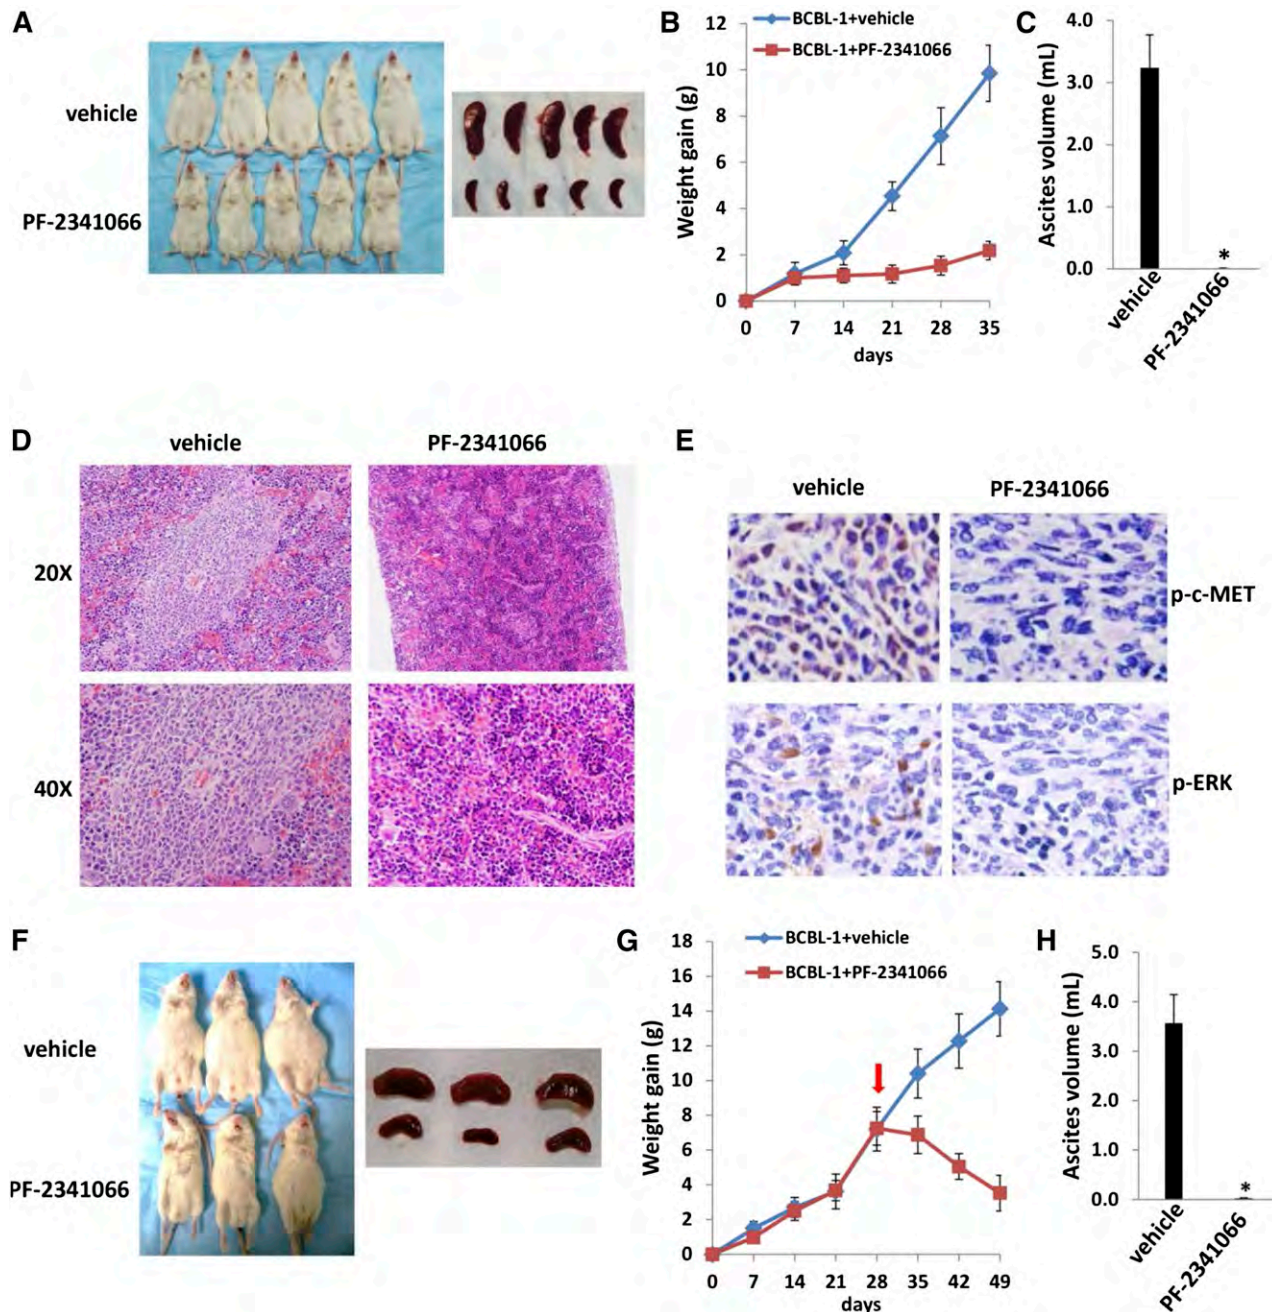 A
vehicle
PF-2341066
B
BCBL-1+vehicle
BCBL-1+PF-2341066
Weight gain (g)
12
10
8
6
4
2
0
0 7 14 21 28 35
days
C
Ascites volume (mL)
4.0
3.0
2.0
1.0
0.0
*
vehicle
PF-2341066
D
vehicle PF-2341066
20X
40X
E
vehicle PF-2341066
p-c-MET
p-ERK
F
vehicle
PF-2341066
G
BCBL-1+vehicle
BCBL-1+PF-2341066
Weight gain (g)
18
16
14
12
10
8
6
4
2
0
0 7 14 21 28 35 42 49
days
H
Ascites volume (mL)
5.0
4.0
3.0
2.0
1.0
0.0
*
vehicle
PF-2341066